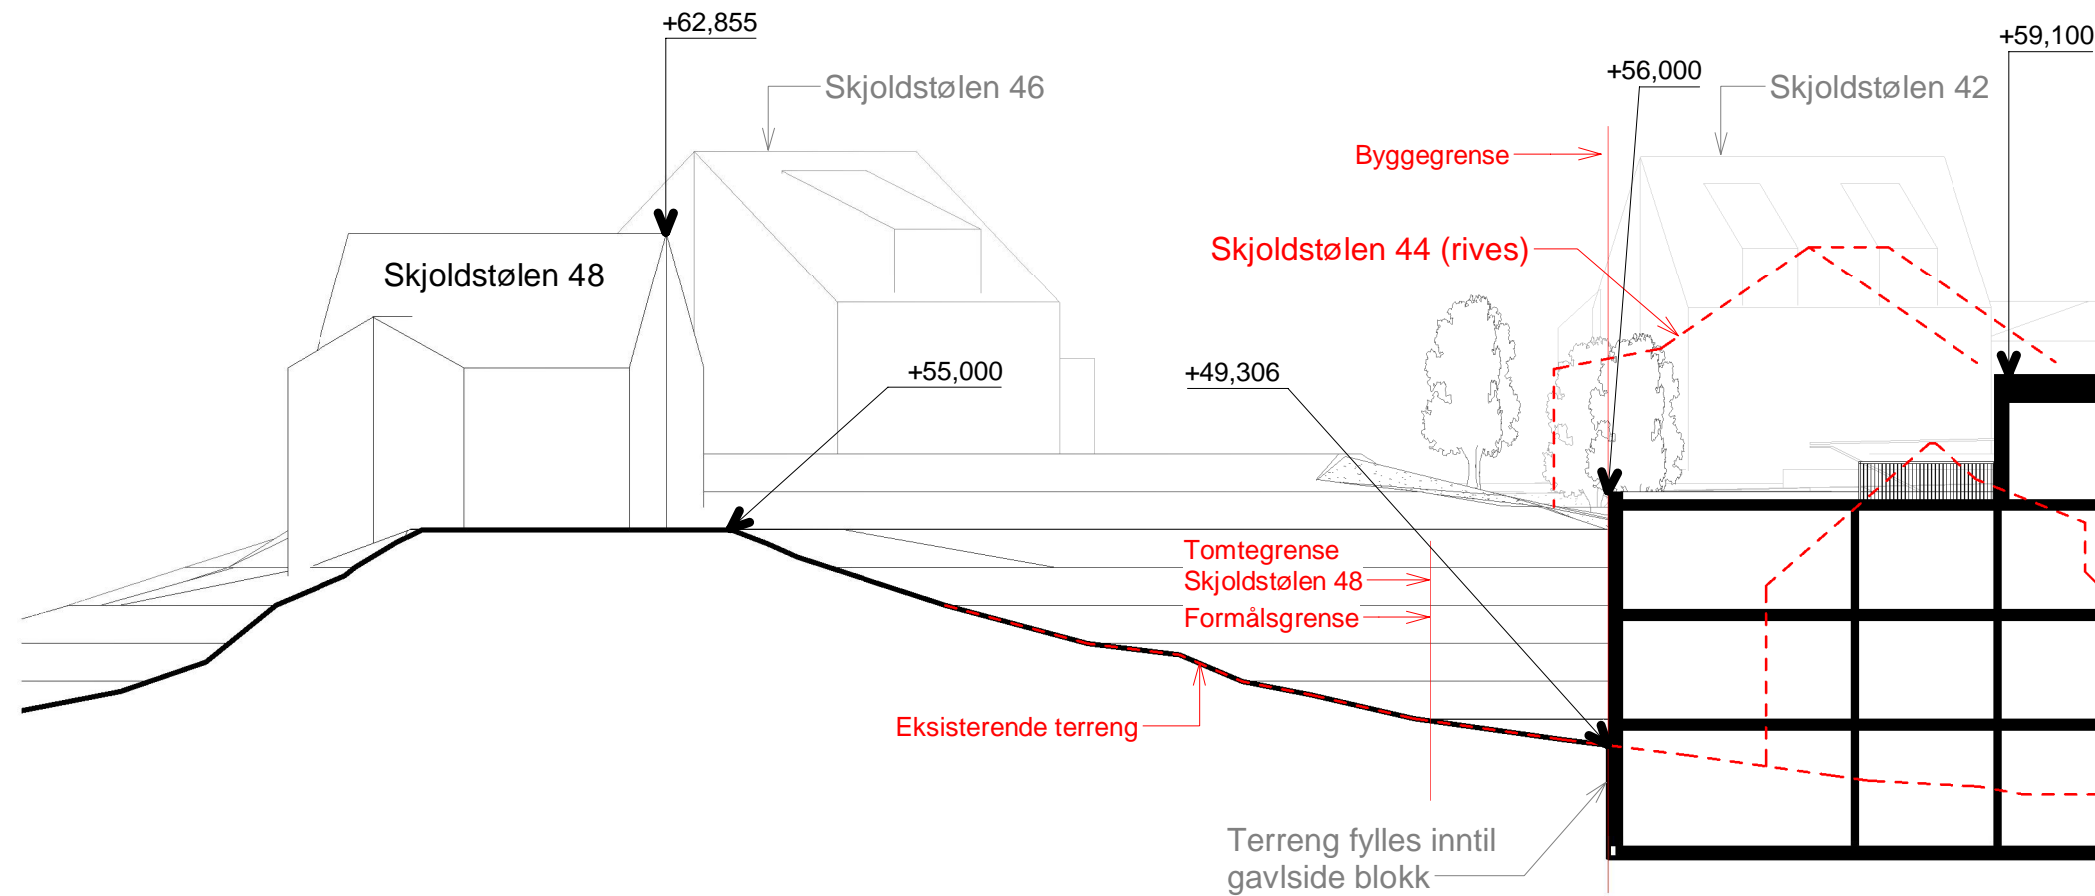 +62,855
+59,100
+56,000
Skjoldstølen 46
Skjoldstølen 42
Byggegrense
Skjoldstølen 44 (rives)
Skjoldstølen 48
+55,000
+49,306
Tomtegrense
Skjoldstølen 48
Formålsgrense
Eksisterende terreng
Terreng fylles inntil
gavlside blokk